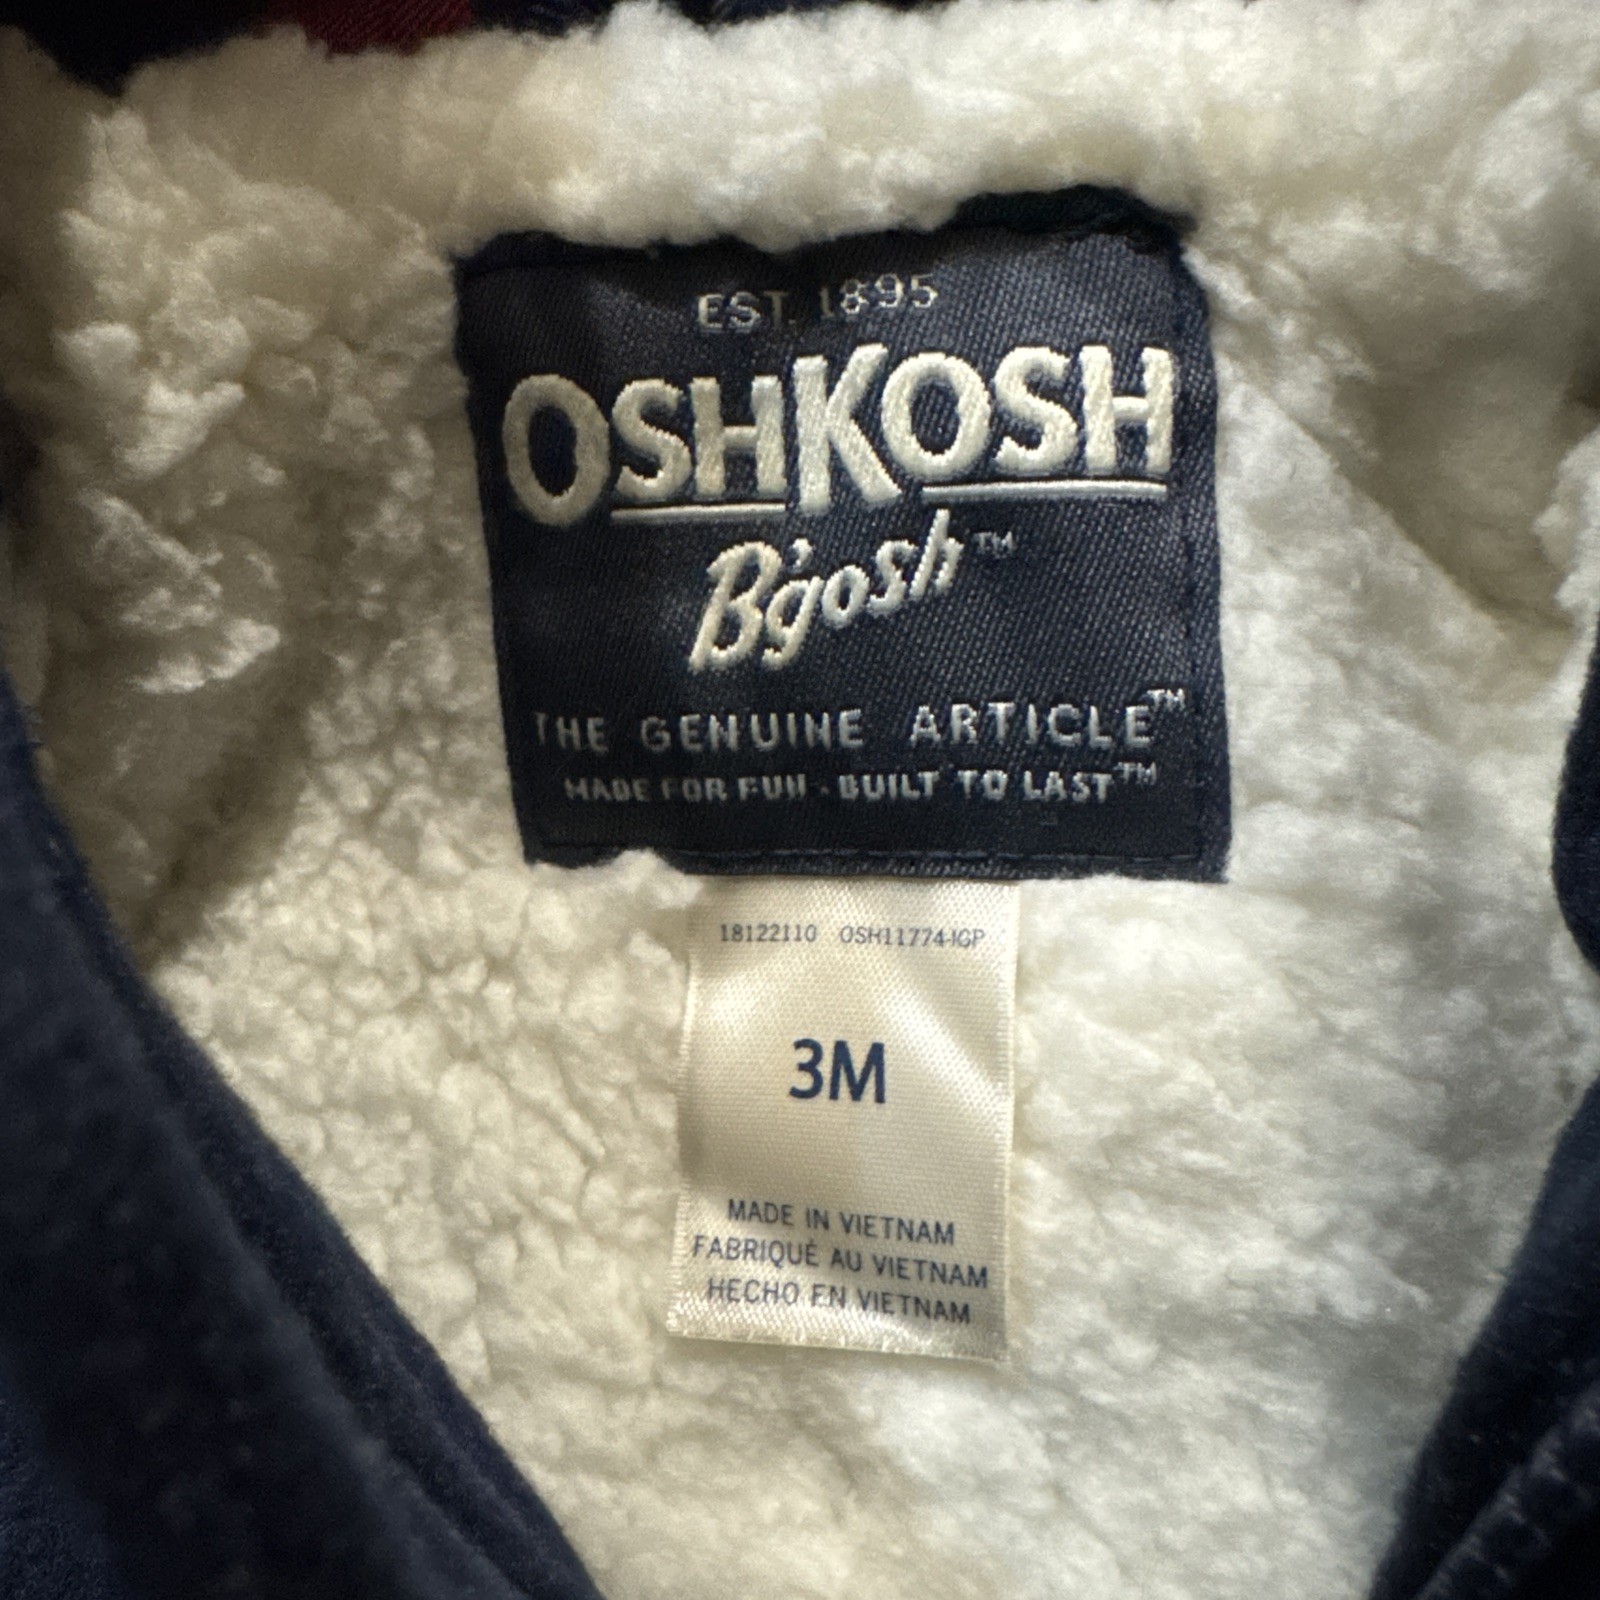 EST. 1895
OSHKOSH
B'gosh™
THE GENUINE ARTICLE™
MADE FOR FUN - BUILT TO LAST™
18122110 OSH11774-IGP
3M
MADE IN VIETNAM
FABRIQUÉ AU VIETNAM
HECHO EN VIETNAM